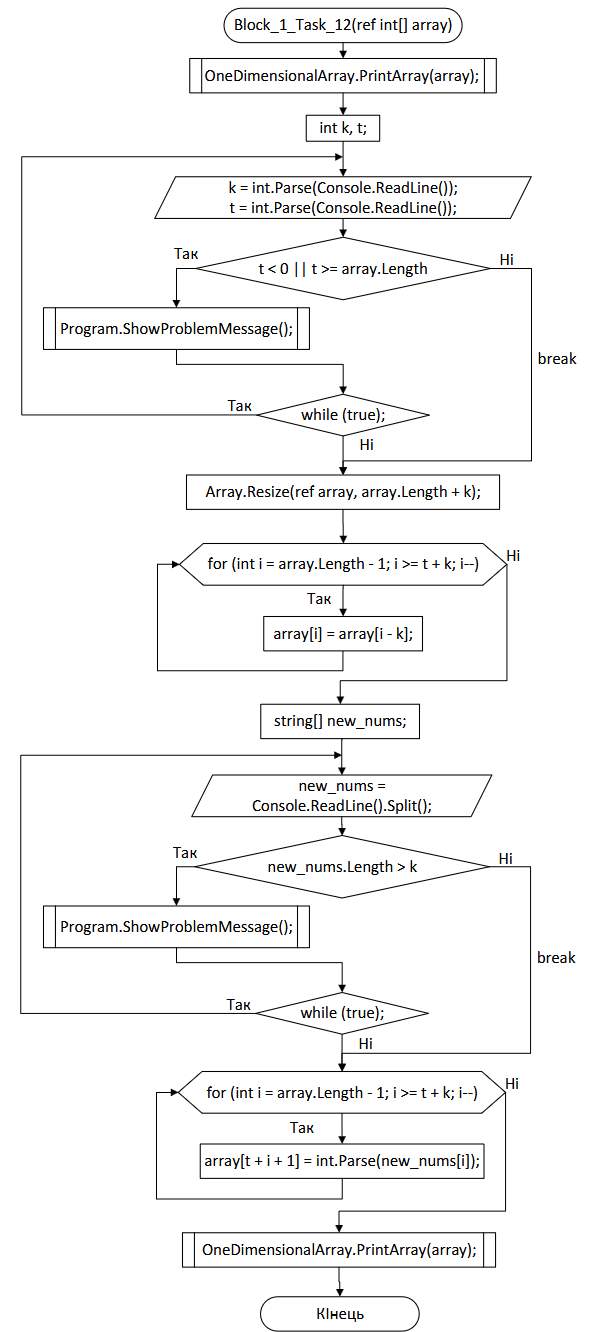 Block_1_Task_12(ref int[] array)
OneDimensionalArray.PrintArray(array);
int k, t;
k = int.Parse(Console.ReadLine());
t = int.Parse(Console.ReadLine());
Так
t < 0 || t >= array.Length
Ні
Program.ShowProblemMessage();
break
Так
while (true);
Ні
Array.Resize(ref array, array.Length + k);
for (int i = array.Length - 1; i >= t + k; i--)
Ні
Так
array[i] = array[i - k];
string[] new_nums;
new_nums =
Console.ReadLine().Split();
Так
new_nums.Length > k
Ні
Program.ShowProblemMessage();
break
Так
while (true);
Ні
for (int i = array.Length - 1; i >= t + k; i--)
Ні
Так
array[t + i + 1] = int.Parse(new_nums[i]);
OneDimensionalArray.PrintArray(array);
КІнець